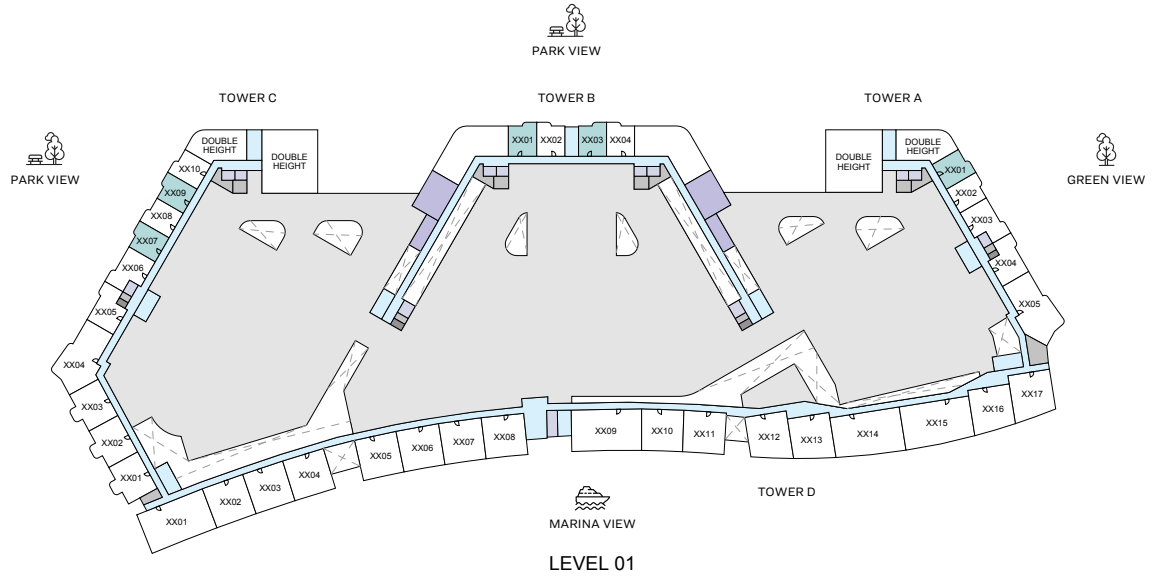 PARK VIEW
TOWER C
TOWER B
TOWER A
PARK VIEW
GREEN VIEW
DOUBLE
HEIGHT
DOUBLE
HEIGHT
XX10
XX09
XX08
XX07
XX06
XX05
XX04
XX03
XX02
XX01
XX01
XX02
XX03
XX04
DOUBLE
HEIGHT
DOUBLE
HEIGHT
XX01
XX02
XX03
XX04
XX05
XX01
XX02
XX03
XX04
XX05
XX06
XX07
XX08
XX09
XX10
XX11
XX12
XX13
XX14
XX15
XX16
XX17
TOWER D
MARINA VIEW
LEVEL 01